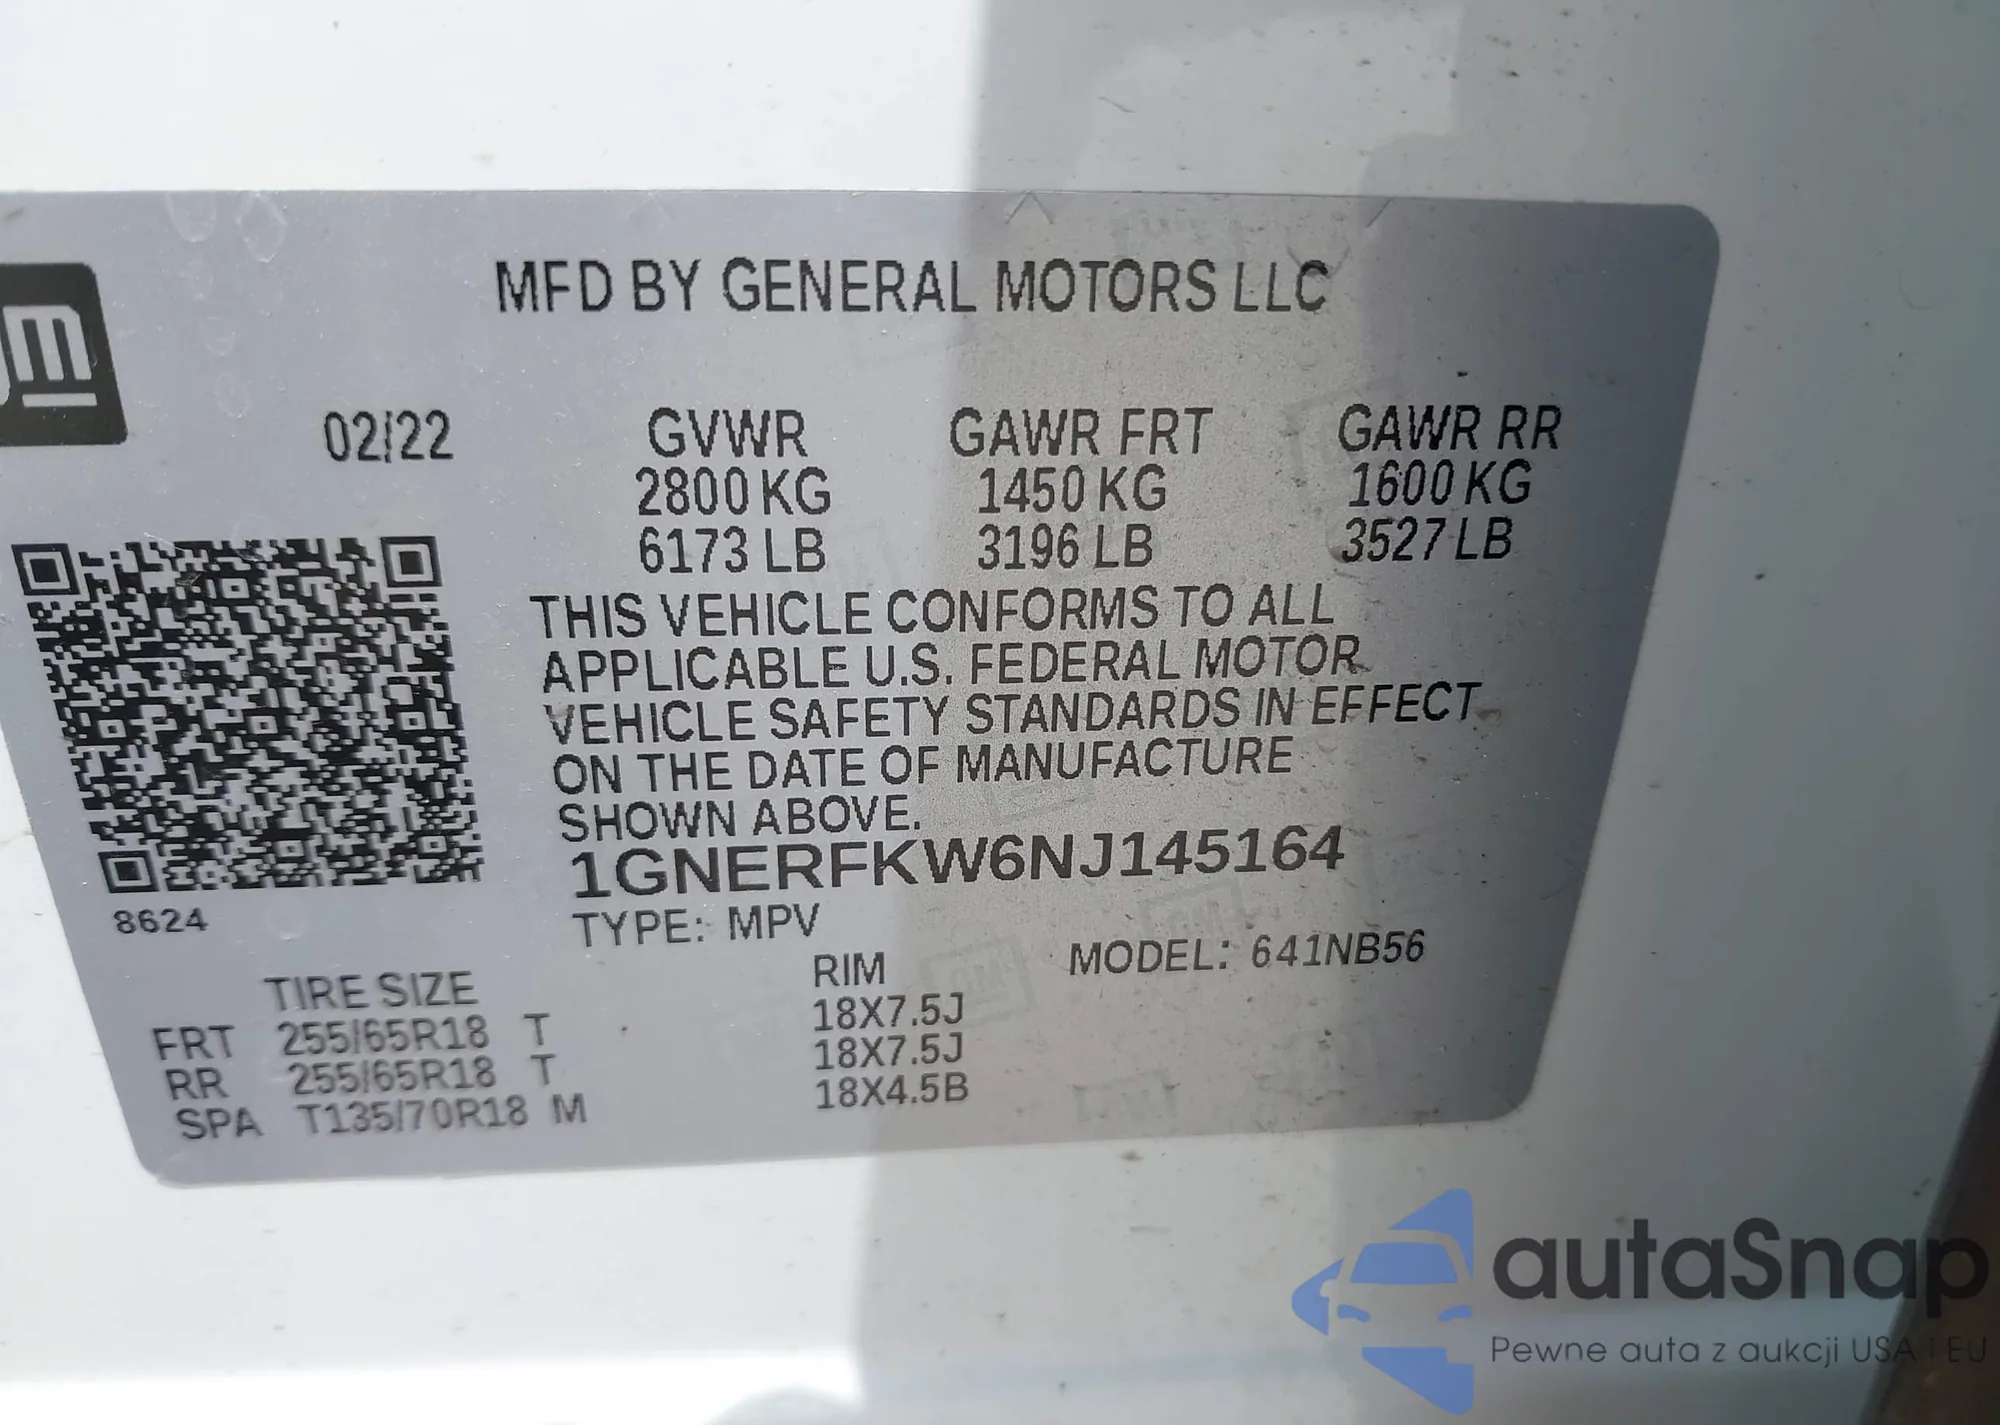 GM
MFD BY GENERAL MOTORS LLC
02/22 GVWR GAWR FRT GAWR RR
2800 KG 1450 KG 1600 KG
6173 LB 3196 LB 3527 LB
THIS VEHICLE CONFORMS TO ALL
APPLICABLE U.S. FEDERAL MOTOR
VEHICLE SAFETY STANDARDS IN EFFECT
ON THE DATE OF MANUFACTURE
SHOWN ABOVE.
1GNERFKW6NJ145164
8624
TYPE: MPV MODEL: 641NB56
TIRE SIZE RIM
FRT 255/65R18 T 18X7.5J
RR 255/65R18 T 18X7.5J
SPA T135/70R18 M 18X4.5B
autaSnap
Pewne auta z aukcji USA i EU